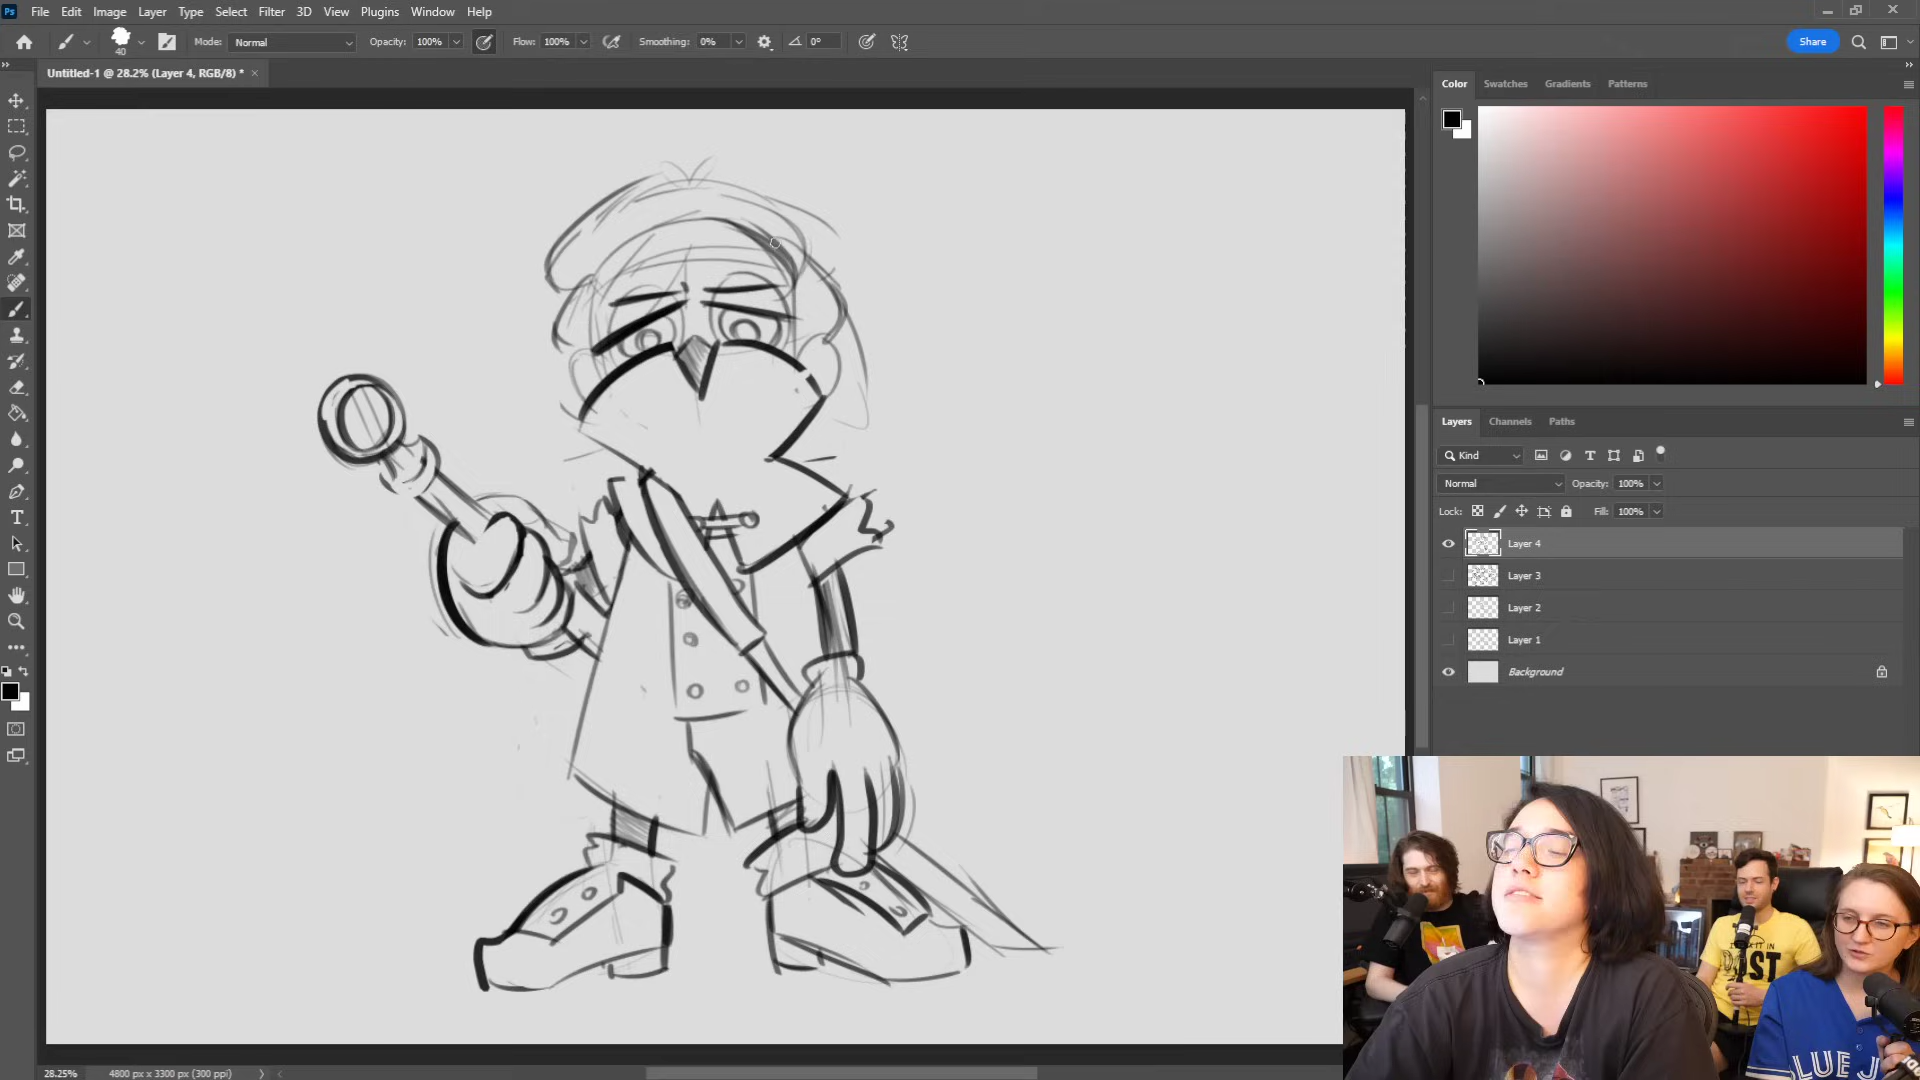 Ps File Edit Image Layer Type Select Filter 3D View Plugins Window Help
40 Mode: Normal Opacity: 100% Flow: 100% Smoothing: 0% 0° Share
Untitled-1 @ 28.2% (Layer 4, RGB/8) * ×
Color Swatches Gradients Patterns
Layers Channels Paths
Kind
Normal Opacity: 100%
Lock: Fill: 100%
Layer 4
Layer 3
Layer 2
Layer 1
Background
28.25% 4800 px x 3300 px (300 ppi)
BLUE J